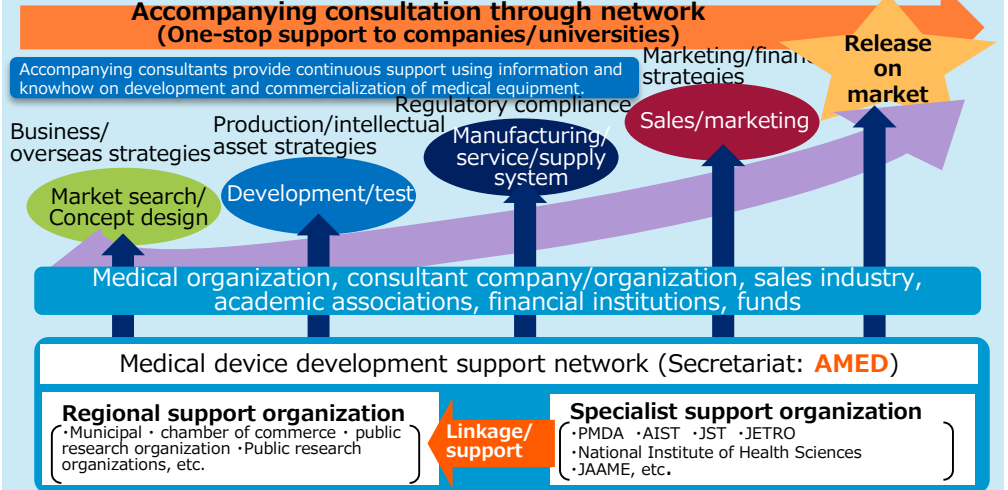 Accompanying consultation through network
(One-stop support to companies/universities)
Release
on
market
Marketing/finan
strategies
Accompanying consultants provide continuous support using information and
knowhow on development and commercialization of medical equipment.
Regulatory compliance
Production/intellectual
asset strategies
Business/
overseas strategies
Sales/marketing
Manufacturing/
service/supply
system
Development/test
Market search/
Concept design
Medical organization, consultant company/organization, sales industry,
academic associations, financial institutions, funds
Medical device development support network (Secretariat: AMED)
Regional support organization
・Municipal・chamber of commerce・public
research organization ・Public research
organizations, etc.
Linkage/
support
Specialist support organization
・PMDA ・AIST ・JST ・JETRO
・National Institute of Health Sciences
・JAAME, etc.